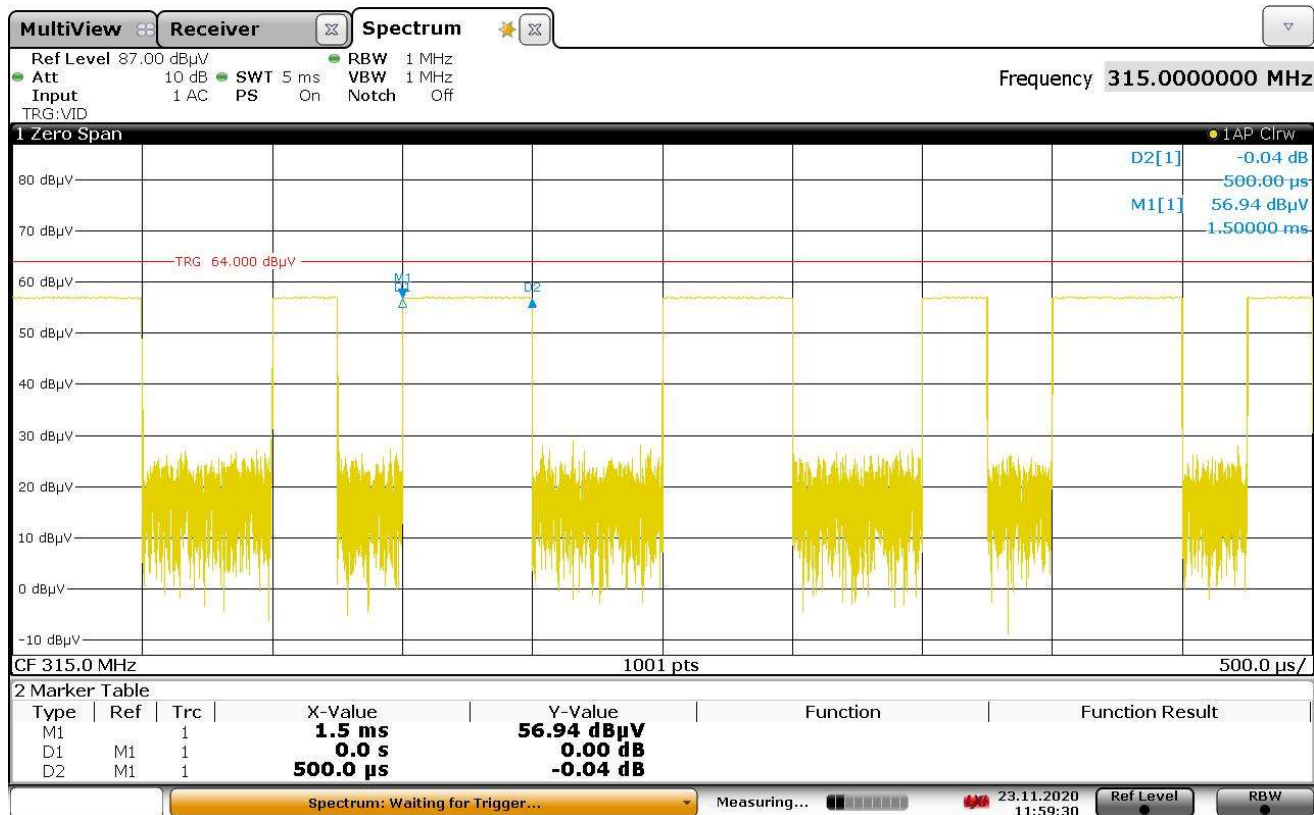 MultiView Receiver Spectrum
Ref Level 87.00 dBµV RBW 1 MHz
Att 10 dB SWT 5 ms VBW 1 MHz
Input 1 AC PS On Notch Off
TRG:VID
Frequency 315.0000000 MHz
1 Zero Span 1AP Clrw
D2[1] -0.04 dB
500.00 µs
M1[1] 56.94 dBµV
1.50000 ms
80 dBµV
70 dBµV
TRG 64.000 dBµV
60 dBµV
M1
D1
D2
50 dBµV
40 dBµV
30 dBµV
20 dBµV
10 dBµV
0 dBµV
-10 dBµV
CF 315.0 MHz 1001 pts 500.0 µs/
2 Marker Table
Type Ref Trc X-Value Y-Value Function Function Result
M1 1 1.5 ms 56.94 dBµV
D1 M1 1 0.0 s 0.00 dB
D2 M1 1 500.0 µs -0.04 dB
Spectrum: Waiting for Trigger... Measuring... 23.11.2020 Ref Level RBW
11:59:30